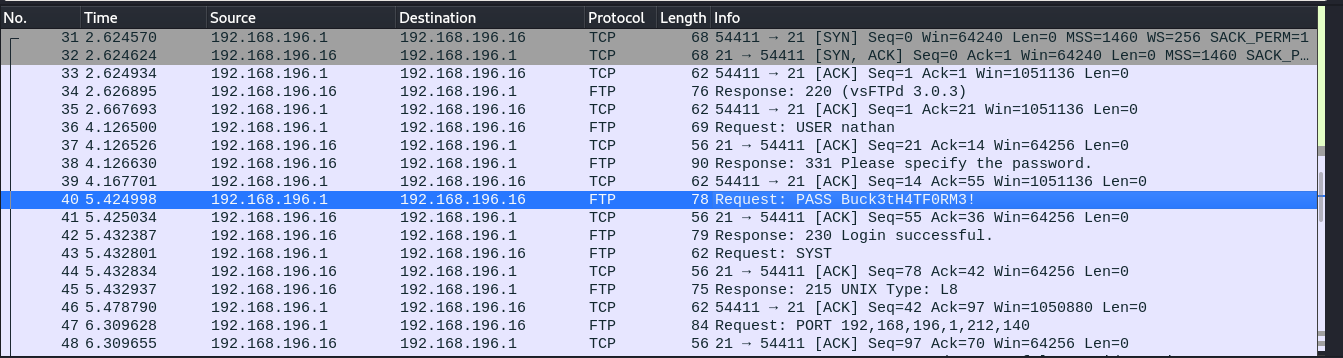 No. Time Source Destination Protocol Length Info
31 2.624570 192.168.196.1 192.168.196.16 TCP 68 54411 → 21 [SYN] Seq=0 Win=64240 Len=0 MSS=1460 WS=256 SACK_PERM=1
32 2.624624 192.168.196.16 192.168.196.1 TCP 68 21 → 54411 [SYN, ACK] Seq=0 Ack=1 Win=64240 Len=0 MSS=1460 SACK_P…
33 2.624934 192.168.196.1 192.168.196.16 TCP 62 54411 → 21 [ACK] Seq=1 Ack=1 Win=1051136 Len=0
34 2.626895 192.168.196.16 192.168.196.1 FTP 76 Response: 220 (vsFTPd 3.0.3)
35 2.667693 192.168.196.1 192.168.196.16 TCP 62 54411 → 21 [ACK] Seq=1 Ack=21 Win=1051136 Len=0
36 4.126500 192.168.196.1 192.168.196.16 FTP 69 Request: USER nathan
37 4.126526 192.168.196.16 192.168.196.1 TCP 56 21 → 54411 [ACK] Seq=21 Ack=14 Win=64256 Len=0
38 4.126630 192.168.196.16 192.168.196.1 FTP 90 Response: 331 Please specify the password.
39 4.167701 192.168.196.1 192.168.196.16 TCP 62 54411 → 21 [ACK] Seq=14 Ack=55 Win=1051136 Len=0
40 5.424998 192.168.196.1 192.168.196.16 FTP 78 Request: PASS Buck3tH4TF0RM3!
41 5.425034 192.168.196.16 192.168.196.1 TCP 56 21 → 54411 [ACK] Seq=55 Ack=36 Win=64256 Len=0
42 5.432387 192.168.196.16 192.168.196.1 FTP 79 Response: 230 Login successful.
43 5.432801 192.168.196.1 192.168.196.16 FTP 62 Request: SYST
44 5.432834 192.168.196.16 192.168.196.1 TCP 56 21 → 54411 [ACK] Seq=78 Ack=42 Win=64256 Len=0
45 5.432937 192.168.196.16 192.168.196.1 FTP 75 Response: 215 UNIX Type: L8
46 5.478790 192.168.196.1 192.168.196.16 TCP 62 54411 → 21 [ACK] Seq=42 Ack=97 Win=1050880 Len=0
47 6.309628 192.168.196.1 192.168.196.16 FTP 84 Request: PORT 192,168,196,1,212,140
48 6.309655 192.168.196.16 192.168.196.1 TCP 56 21 → 54411 [ACK] Seq=97 Ack=70 Win=64256 Len=0